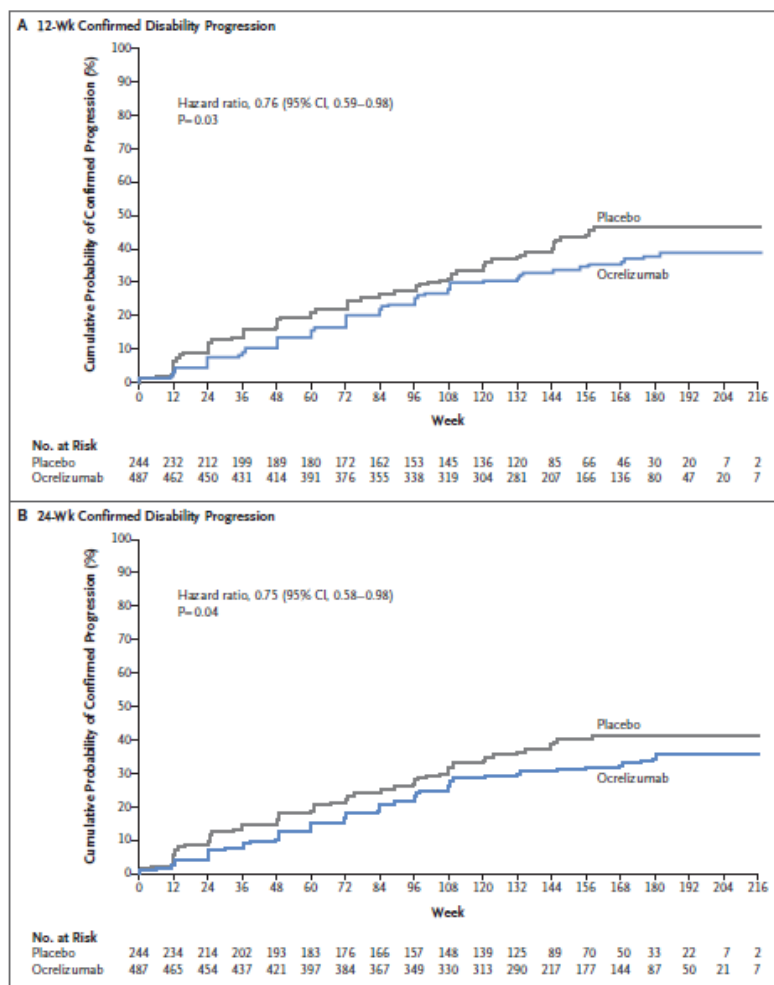 A 12-Wk Confirmed Disability Progression
Cumulative Probability of Confirmed Progression (%)
100
90
80
70
60
50
40
30
20
10
0
Hazard ratio, 0.76 (95% CI, 0.59–0.98)
P=0.03
Placebo
Ocrelizumab
0 12 24 36 48 60 72 84 96 108 120 132 144 156 168 180 192 204 216
Week
No. at Risk
Placebo 244 232 212 199 189 180 172 162 153 145 136 120 85 66 46 30 20 7 2
Ocrelizumab 487 462 450 431 414 391 376 355 338 319 304 281 207 166 136 80 47 20 7
B 24-Wk Confirmed Disability Progression
Cumulative Probability of Confirmed Progression (%)
100
90
80
70
60
50
40
30
20
10
0
Hazard ratio, 0.75 (95% CI, 0.58–0.98)
P=0.04
Placebo
Ocrelizumab
0 12 24 36 48 60 72 84 96 108 120 132 144 156 168 180 192 204 216
Week
No. at Risk
Placebo 244 234 214 202 193 183 176 166 157 148 139 125 89 70 50 33 22 7 2
Ocrelizumab 487 465 454 437 421 397 384 367 349 330 313 290 217 177 144 87 50 21 7